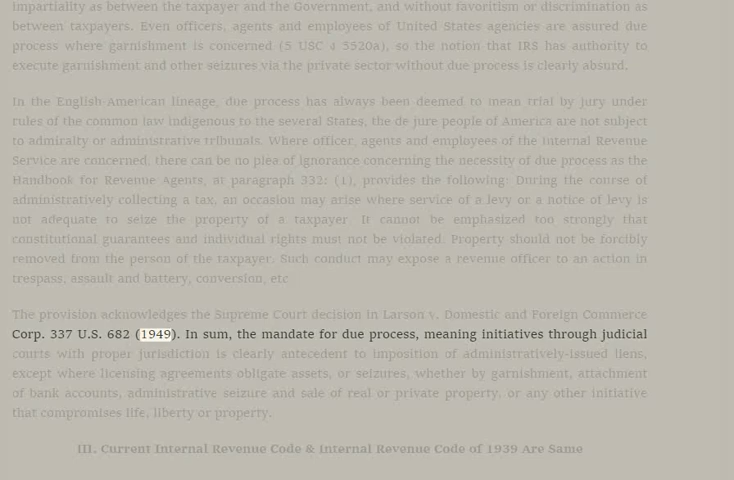 impartiality as between the taxpayer and the Government, and without favoritism or discrimination as
between taxpayers. Even officers, agents and employees of United States agencies are assured due
process where garnishment is concerned (5 USC § 5520a), so the notion that IRS has authority to
execute garnishment and other seizures via the private sector without due process is clearly absurd.
In the English-American lineage, due process has always been deemed to mean trial by jury under
rules of the common law indigenous to the several States, the de jure people of America are not subject
to admiralty or administrative tribunals. Where officer, agents and employees of the Internal Revenue
Service are concerned, there can be no plea of ignorance concerning the necessity of due process as the
Handbook for Revenue Agents, at paragraph 332: (1), provides the following: During the course of
administratively collecting a tax, an occasion may arise where service of a levy or a notice of levy is
not adequate to seize the property of a taxpayer. It cannot be emphasized too strongly that
constitutional guarantees and individual rights must not be violated. Property should not be forcibly
removed from the person of the taxpayer. Such conduct may expose a revenue officer to an action in
trespass, assault and battery, conversion, etc
The provision acknowledges the Supreme Court decision in Larson v. Domestic and Foreign Commerce
Corp. 337 U.S. 682 (1949). In sum, the mandate for due process, meaning initiatives through judicial
courts with proper jurisdiction is clearly antecedent to imposition of administratively-issued liens,
except where licensing agreements obligate assets, or seizures, whether by garnishment, attachment
of bank accounts, administrative seizure and sale of real or private property, or any other initiative
that compromises life, liberty or property.
III. Current Internal Revenue Code & Internal Revenue Code of 1939 Are Same